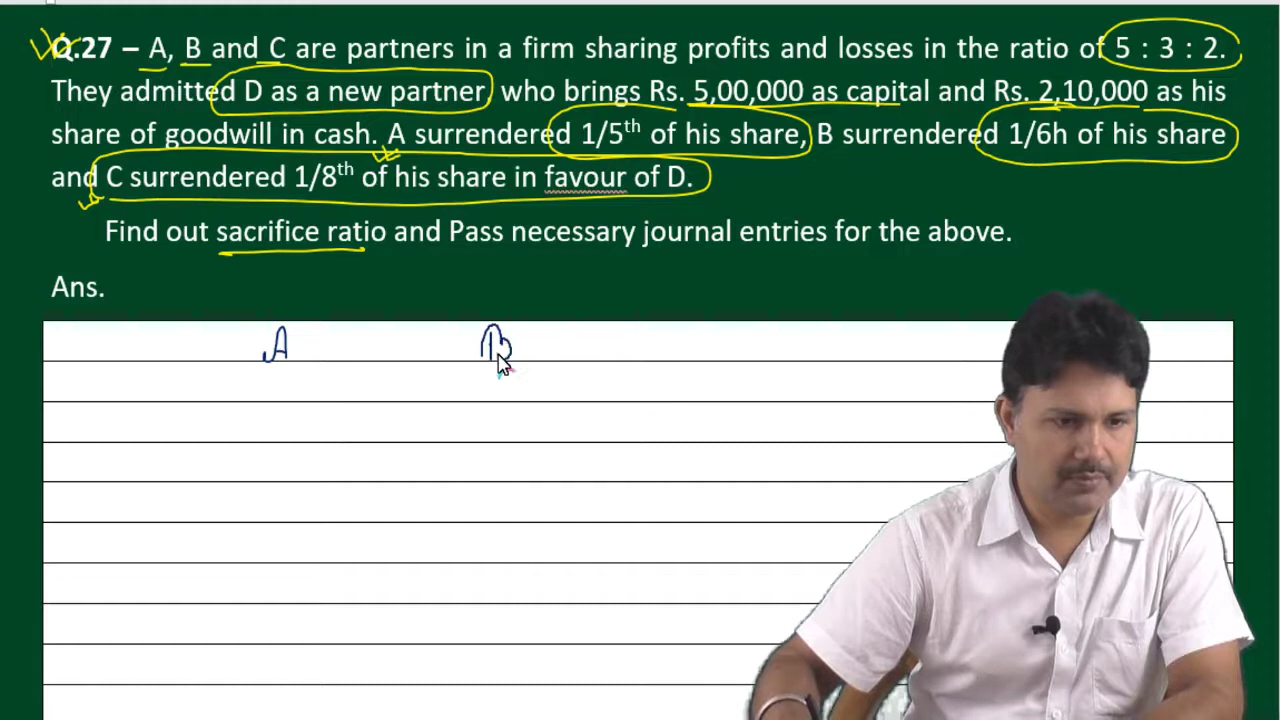 Q.27 – A, B and C are partners in a firm sharing profits and losses in the ratio of 5 : 3 : 2.
They admitted D as a new partner who brings Rs. 5,00,000 as capital and Rs. 2,10,000 as his
share of goodwill in cash. A surrendered 1/5th of his share, B surrendered 1/6h of his share
and C surrendered 1/8th of his share in favour of D.
Find out sacrifice ratio and Pass necessary journal entries for the above.
Ans.
A B